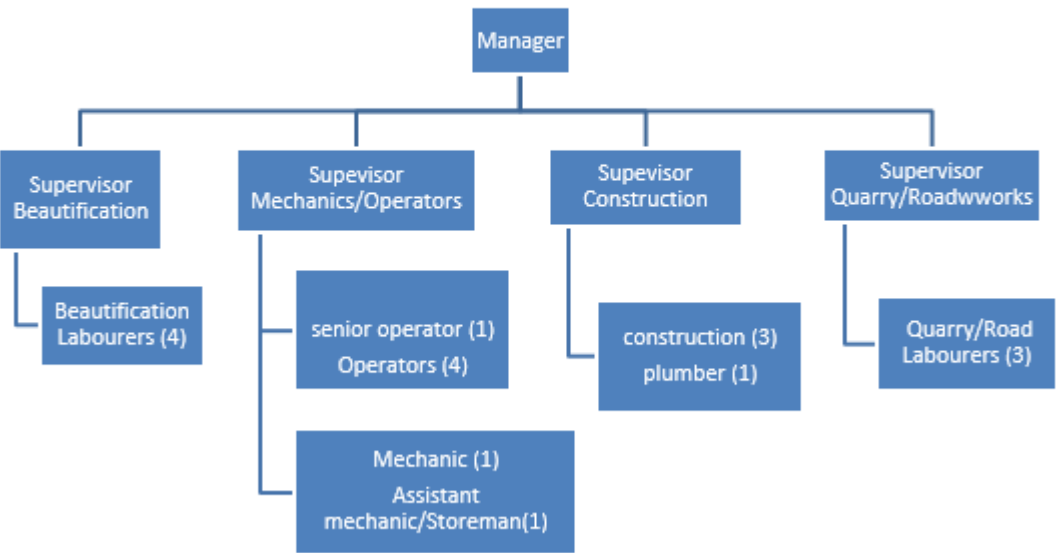 Manager
Supervisor
Beautification
Supevisor
Mechanics/Operators
Supevisor
Construction
Supervisor
Quarry/Roadwworks
Beautification
Labourers (4)
senior operator (1)
Operators (4)
construction (3)
plumber (1)
Quarry/Road
Labourers (3)
Mechanic (1)
Assistant
mechanic/Storeman(1)